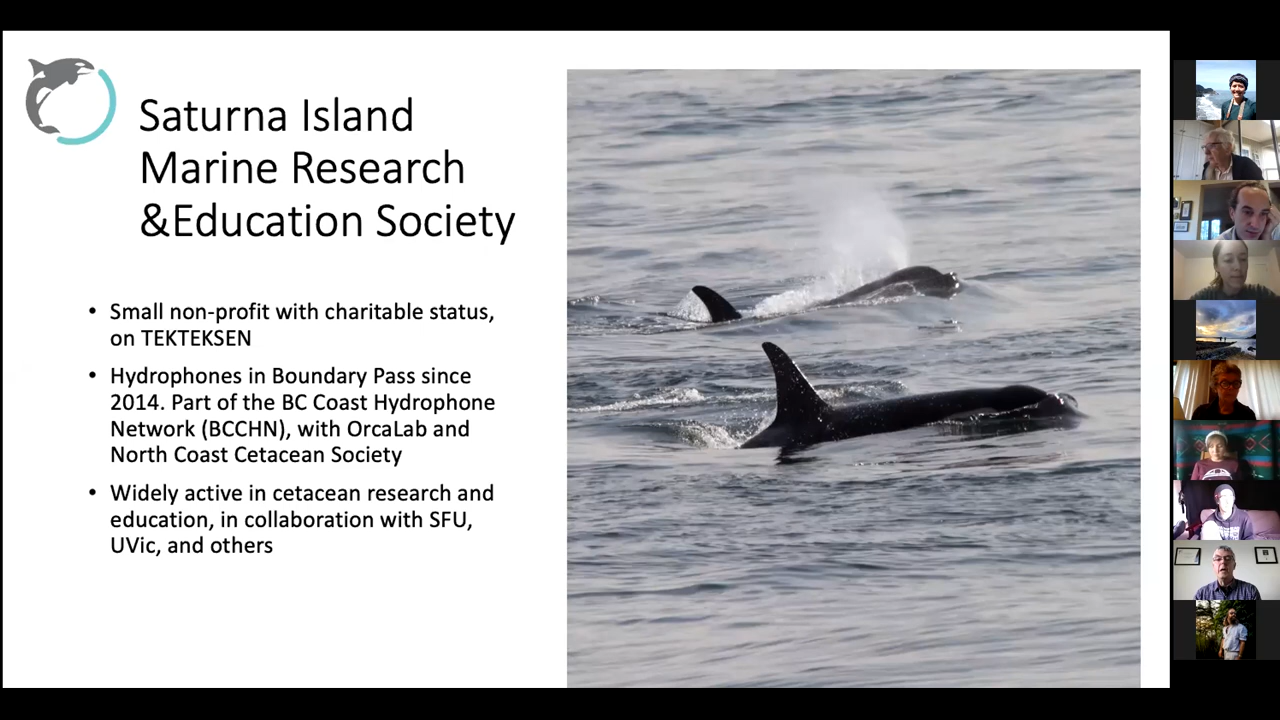 Saturna Island
Marine Research
&Education Society
• Small non-profit with charitable status,
on TEKTEKSEN
• Hydrophones in Boundary Pass since
2014. Part of the BC Coast Hydrophone
Network (BCCHN), with OrcaLab and
North Coast Cetacean Society
• Widely active in cetacean research and
education, in collaboration with SFU,
UVic, and others